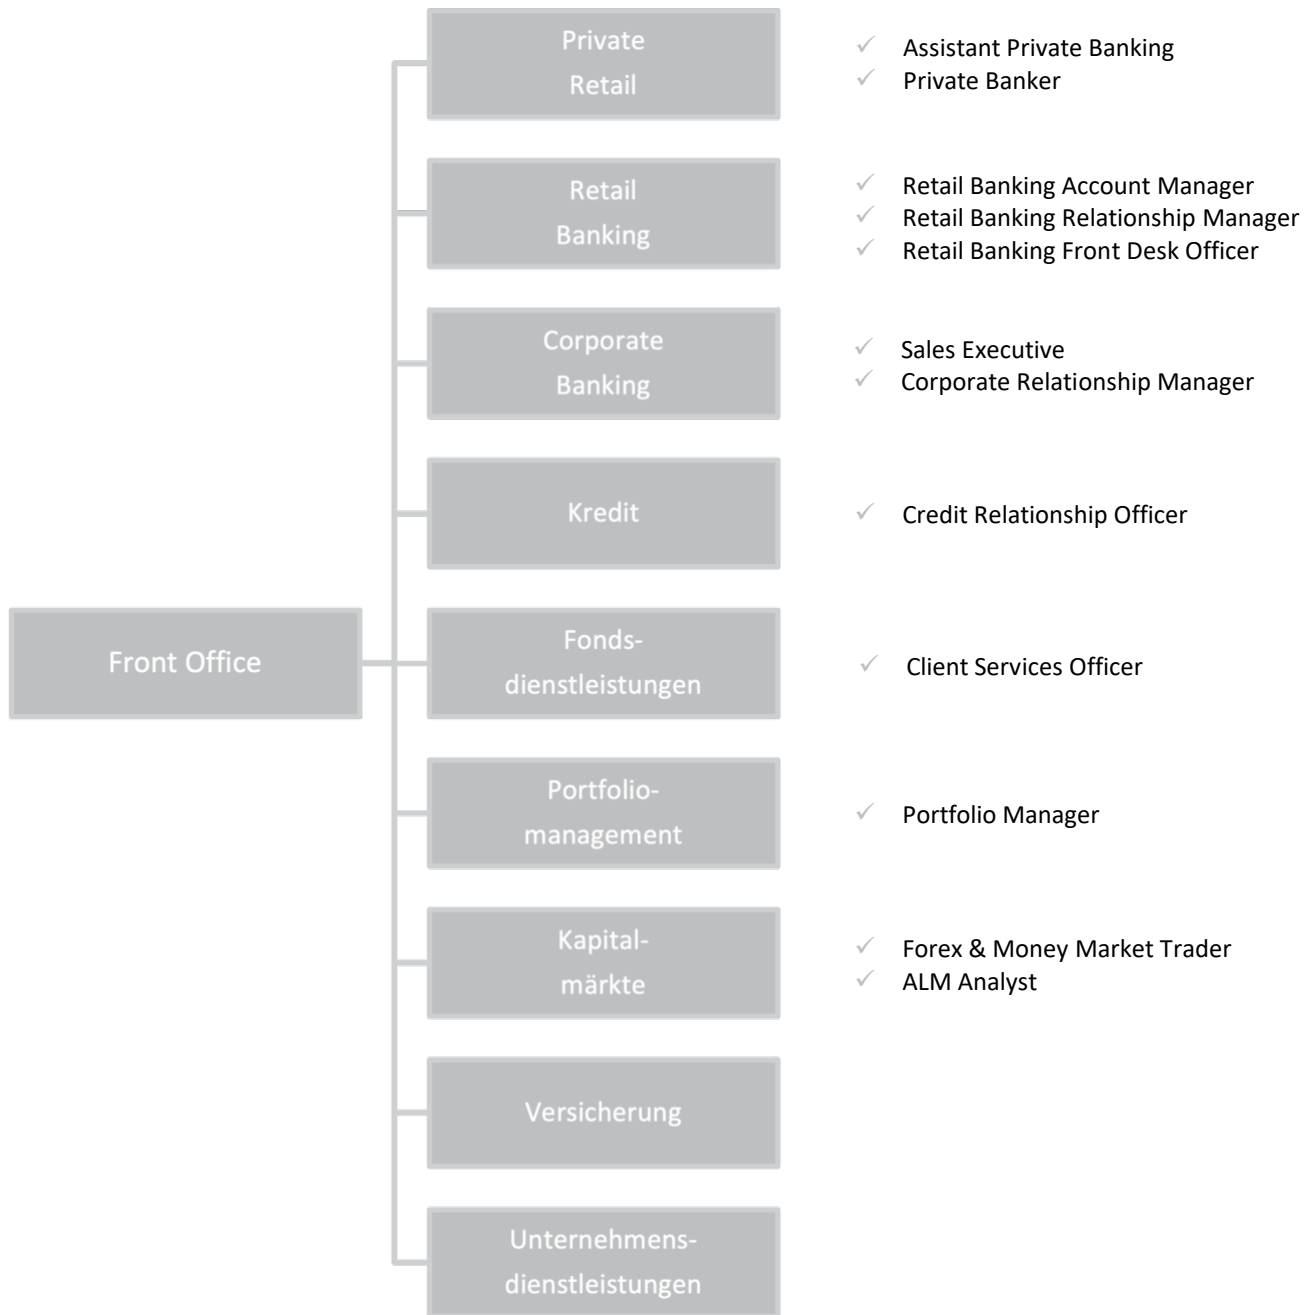 Private
Retail
✓ Assistant Private Banking
✓ Private Banker
Retail
Banking
✓ Retail Banking Account Manager
✓ Retail Banking Relationship Manager
✓ Retail Banking Front Desk Officer
Corporate
Banking
✓ Sales Executive
✓ Corporate Relationship Manager
Kredit
✓ Credit Relationship Officer
Front Office
Fonds-
dienstleistungen
✓ Client Services Officer
Portfolio-
management
✓ Portfolio Manager
Kapital-
märkte
✓ Forex & Money Market Trader
✓ ALM Analyst
Versicherung
Unternehmens-
dienstleistungen